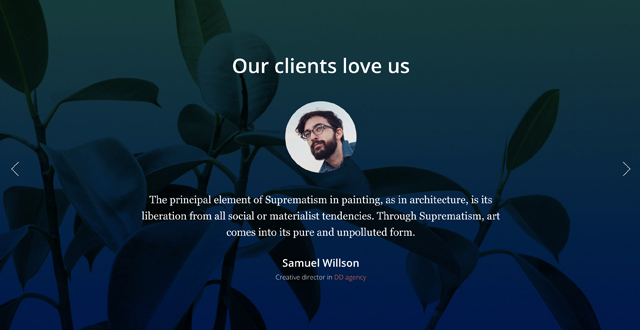 Our clients love us
The principal element of Suprematism in painting, as in architecture, is its
liberation from all social or materialist tendencies. Through Suprematism, art
comes into its pure and unpolluted form.
Samuel Willson
Creative director in DD agency